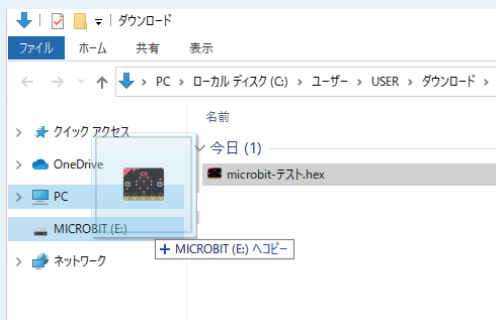 ダウンロード
ファイル ホーム 共有 表示
PC › ローカル ディスク (C:) › ユーザー › USER › ダウンロード ›
名前
クイック アクセス
今日 (1)
OneDrive
microbit-テスト.hex
PC
MICROBIT (E:)
+ MICROBIT (E:) へコピー
ネットワーク